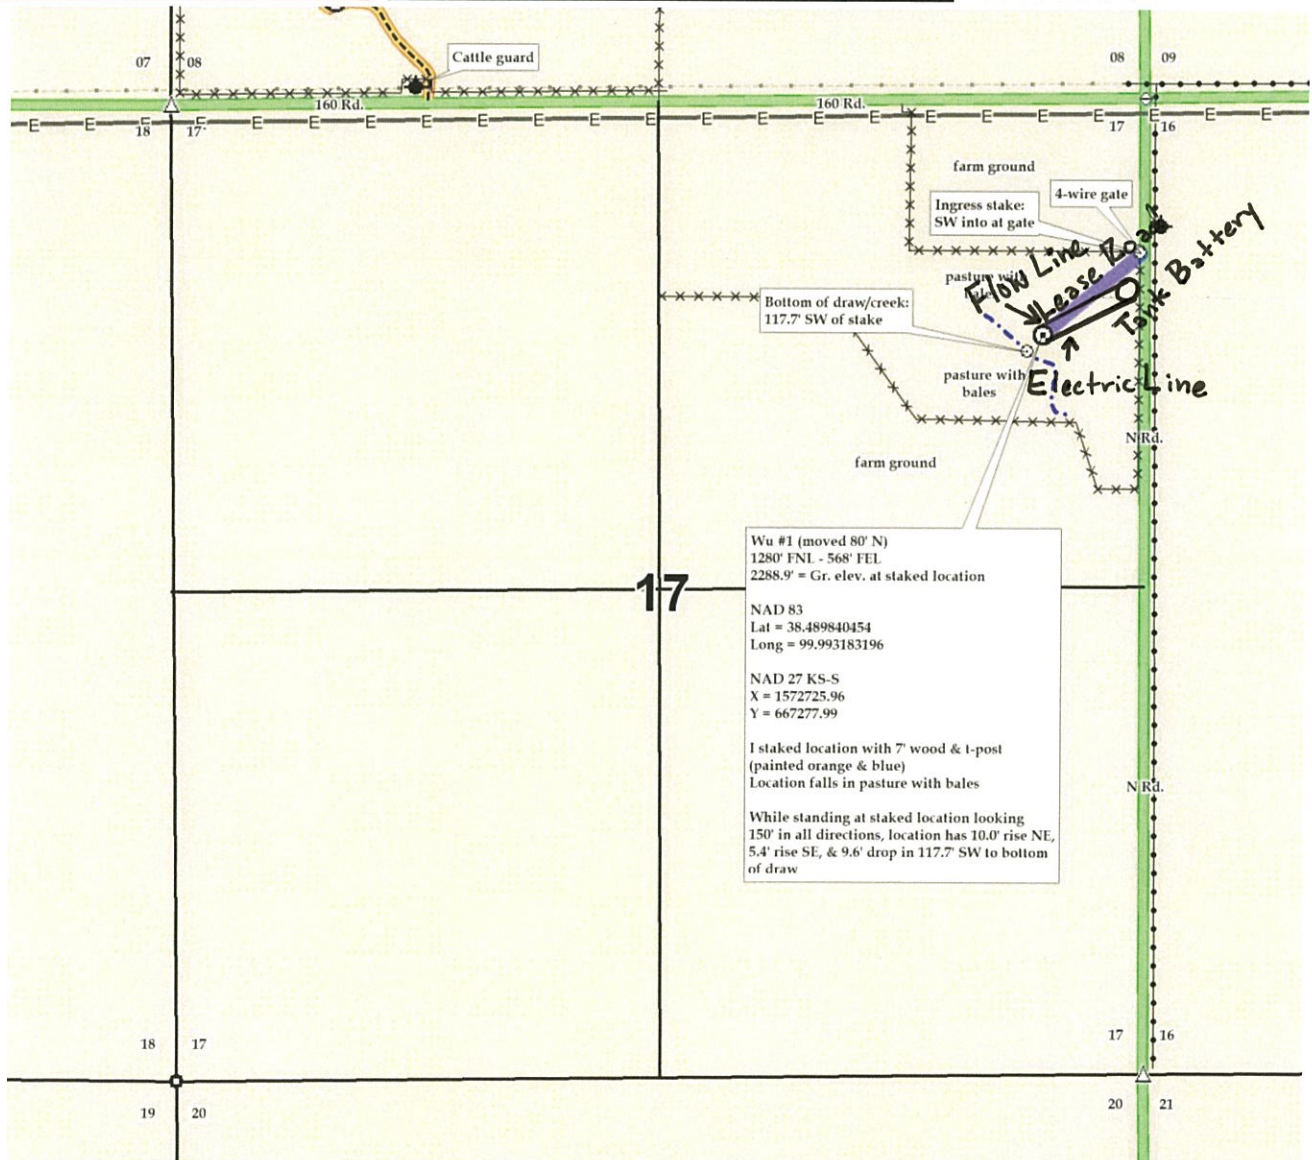 Cattle guard
07 08
08 09
160 Rd.
160 Rd.
E E E E E E E E E E E E E E E E E E E E E E E
18 17
17 16
farm ground
4-wire gate
Ingress stake:
SW into at gate
Flow Line
Lease Road
Tank Battery
pasture with
Bottom of draw/creek:
117.7' SW of stake
pasture with
bales
Electric Line
N Rd.
farm ground
Wu #1 (moved 80' N)
1280' FNL - 568' FEL
2288.9' = Gr. elev. at staked location
17
NAD 83
Lat = 38.489840454
Long = 99.993183196
NAD 27 KS-S
X = 1572725.96
Y = 667277.99
I staked location with 7' wood & t-post
(painted orange & blue)
Location falls in pasture with bales
N Rd.
While standing at staked location looking
150' in all directions, location has 10.0' rise NE,
5.4' rise SE, & 9.6' drop in 117.7' SW to bottom
of draw
18 17
17 16
19 20
20 21